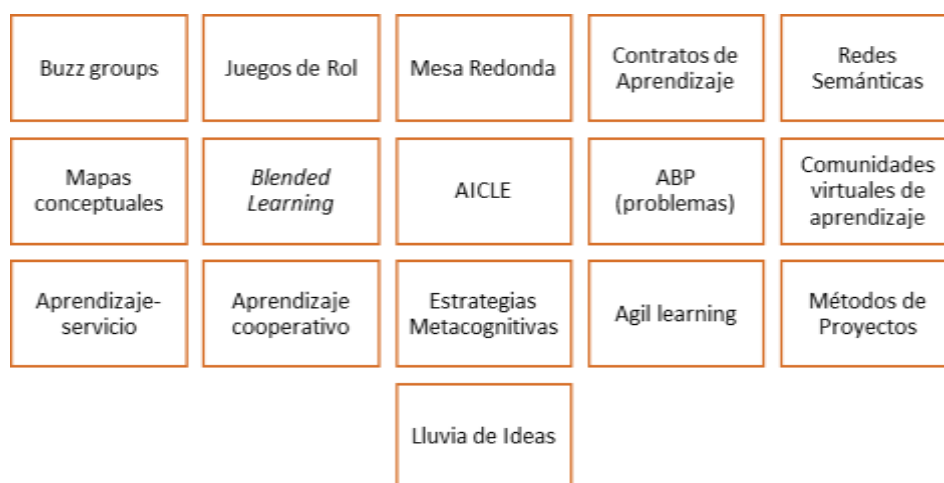 Buzz groups
Juegos de Rol
Mesa Redonda
Contratos de
Aprendizaje
Redes
Semánticas
Mapas
conceptuales
Blended
Learning
AICLE
ABP
(problemas)
Comunidades
virtuales de
aprendizaje
Aprendizaje-
servicio
Aprendizaje
cooperativo
Estrategias
Metacognitivas
Agil learning
Métodos de
Proyectos
Lluvia de Ideas